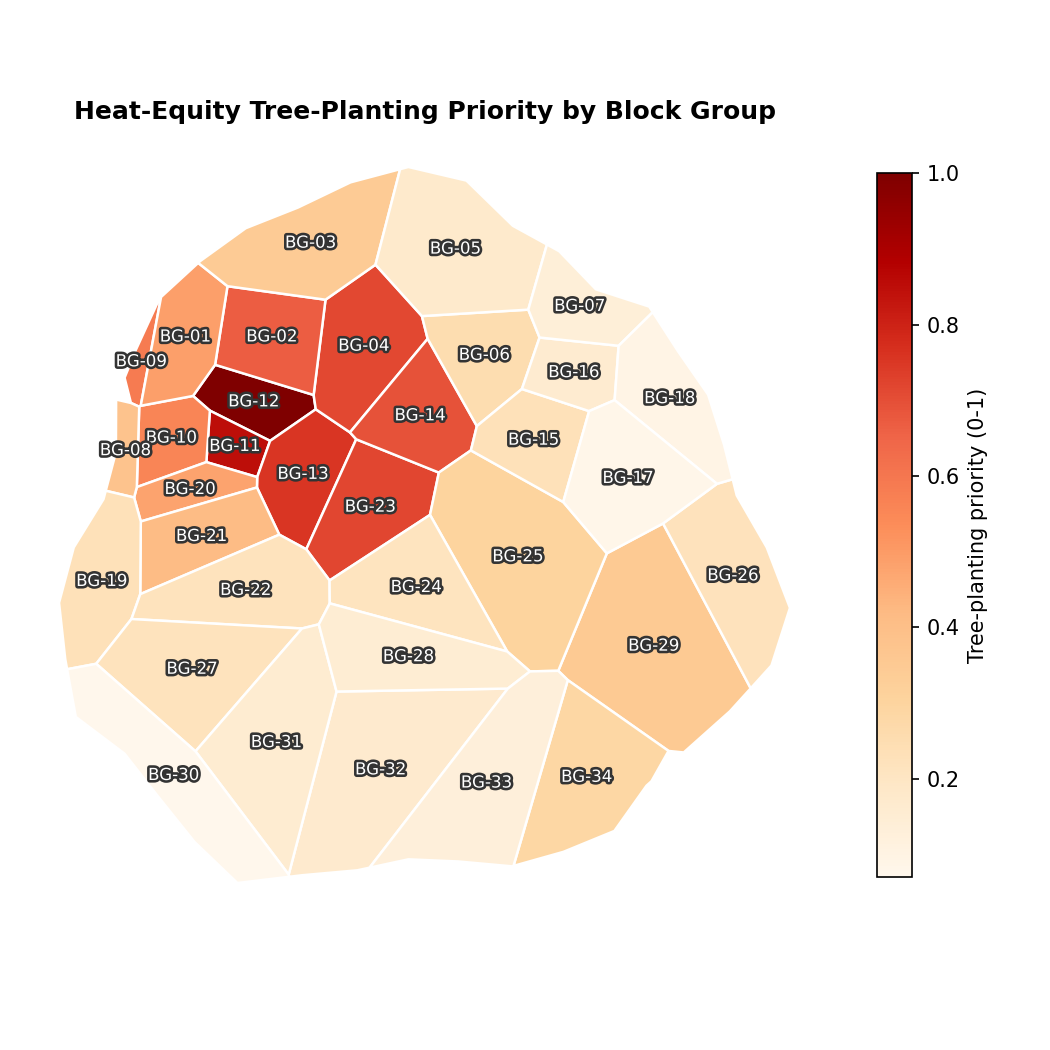 Heat-Equity Tree-Planting Priority by Block Group
BG-03
BG-05
BG-07
BG-01
BG-02
BG-04
BG-06
BG-09
BG-16
BG-18
BG-12
BG-14
BG-10
BG-11
BG-15
BG-08
BG-13
BG-17
BG-20
BG-23
BG-21
BG-25
BG-19
BG-22
BG-24
BG-26
BG-28
BG-29
BG-27
BG-31
BG-30
BG-32
BG-33
BG-34
1.0
0.8
0.6
0.4
0.2
Tree-planting priority (0-1)